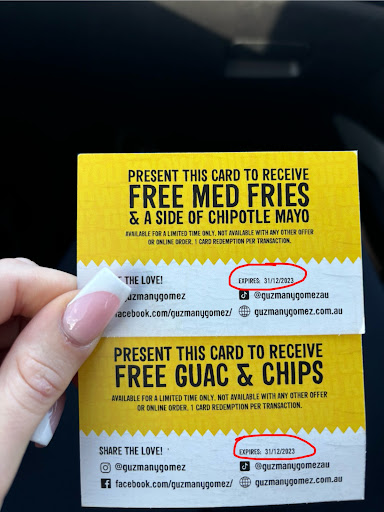 PRESENT THIS CARD TO RECEIVE
FREE MED FRIES
& A SIDE OF CHIPOTLE MAYO
AVAILABLE FOR A LIMITED TIME ONLY. NOT AVAILABLE WITH ANY OTHER OFFER
OR ONLINE ORDER. 1 CARD REDEMPTION PER TRANSACTION.
THE LOVE!
EXPIRES: 31/12/2023
guzmanygomez
@guzmanygomezau
facebook.com/guzmanygomez/
guzmanygomez.com.au
PRESENT THIS CARD TO RECEIVE
FREE GUAC & CHIPS
AVAILABLE FOR A LIMITED TIME ONLY. NOT AVAILABLE WITH ANY OTHER OFFER
OR ONLINE ORDER. 1 CARD REDEMPTION PER TRANSACTION.
SHARE THE LOVE!
EXPIRES: 31/12/2023
@guzmanygomez
@guzmanygomezau
facebook.com/guzmanygomez/
guzmanygomez.com.au